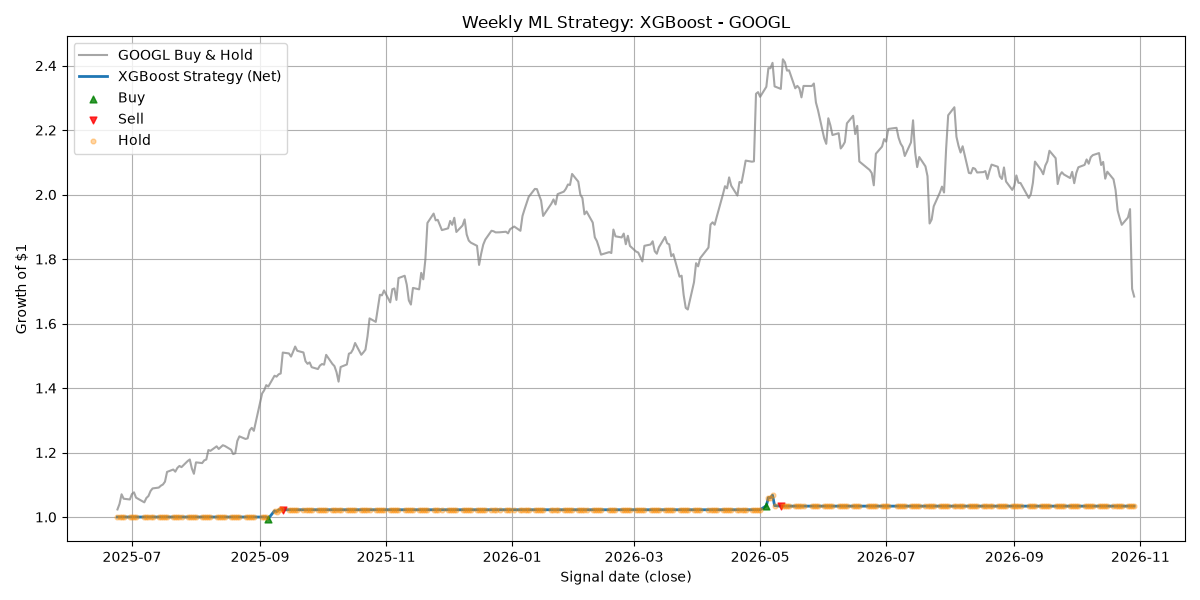 Weekly ML Strategy: XGBoost - GOOGL
GOOGL Buy & Hold
XGBoost Strategy (Net)
Buy
Sell
Hold
Growth of $1
2.4
2.2
2.0
1.8
1.6
1.4
1.2
1.0
2025-07 2025-09 2025-11 2026-01 2026-03 2026-05 2026-07 2026-09 2026-11
Signal date (close)